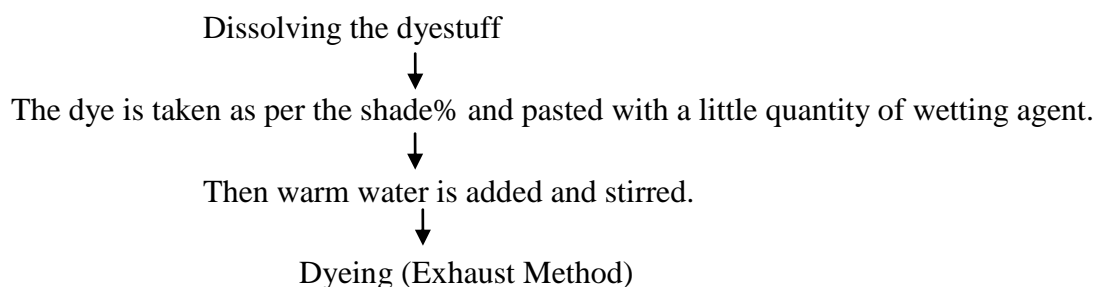 Dissolving the dyestuff
The dye is taken as per the shade% and pasted with a little quantity of wetting agent.
Then warm water is added and stirred.
Dyeing (Exhaust Method)